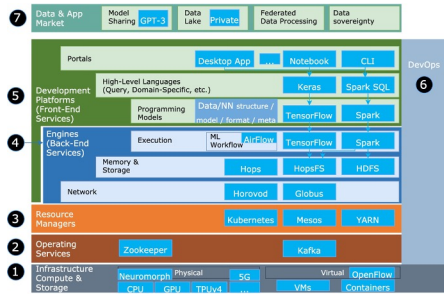 7
Data & App
Market
Model
Sharing
GPT-3
Data
Lake
Private
Federated
Data Processing
Data
sovereignty
DevOps
6
5
Development
Platforms
(Front-End
Services)
Portals
Desktop App
...
Notebook
CLI
High-Level Languages
(Query, Domain-Specific, etc.)
Keras
Spark SQL
Programming
Models
Data/NN structure /
model / format / meta
TensorFlow
Spark
4
Engines
(Back-End
Services)
Execution
ML
Workflow
AirFlow
TensorFlow
Spark
Memory &
Storage
Hops
HopsFS
HDFS
Network
Horovod
Globus
3
Resource
Managers
Kubernetes
Mesos
YARN
2
Operating
Services
Zookeeper
Kafka
1
Infrastructure
Compute &
Storage
Neuromorph
Physical
5G
CPU
GPU
TPUv4
...
Virtual
OpenFlow
VMs
Containers